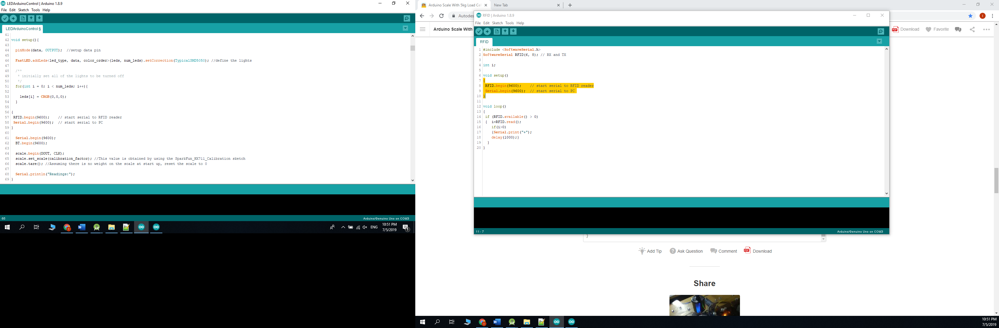 LEDArduinoControl | Arduino 1.8.9
File Edit Sketch Tools Help
LEDArduinoControl §
41
42 void setup(){
43
44 pinMode(data, OUTPUT); //setup data pin
45
46 FastLED.addLeds<led_type, data, color_order>(leds, num_leds).setCorrection(TypicalSMD5050); //define the lights
47
48 /**
49 * initially set all of the lights to be turned off
50 */
51 for(int i = 0; i < num_leds; i++){
52
53 leds[i] = CRGB(0,0,0);
54 }
55
56 {
57 RFID.begin(9600); // start serial to RFID reader
58 Serial.begin(9600); // start serial to PC
59 }
60
61 Serial.begin(9600);
62 BT.begin(9600);
63
64 scale.begin(DOUT, CLK);
65 scale.set_scale(calibration_factor); //This value is obtained by using the SparkFun_HX711_Calibration sketch
66 scale.tare(); //Assuming there is no weight on the scale at start up, reset the scale to 0
67
68 Serial.println("Readings:");
69 }
65
Arduino/Genuino Uno on COM3
ENG
10:51 PM
7/5/2019
1
Arduino Scale With 5kg Load Ce
New Tab
Autodes
Arduino Scale With
Download
Favorite
RFID | Arduino 1.8.9
File Edit Sketch Tools Help
RFID
1 #include <SoftwareSerial.h>
2 SoftwareSerial RFID(6, 8); // RX and TX
3
4 int i;
5
6 void setup()
7 {
8 RFID.begin(9600); // start serial to RFID reader
9 Serial.begin(9600); // start serial to PC
10 }
11
12 void loop()
13 {
14 if (RFID.available() > 0)
15 { i=RFID.read();
16 if(i>0)
17 {Serial.print("+");
18 delay(1000);}
19 }
20 }
11 - 7
Arduino/Genuino Uno on COM3
}
Add Tip
Ask Question
Comment
Download
Share
10:51 PM
7/5/2019